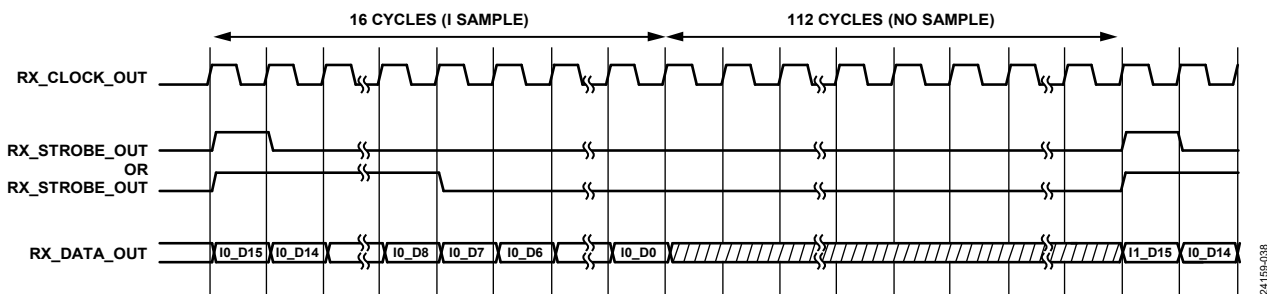 16 CYCLES (I SAMPLE) 112 CYCLES (NO SAMPLE)
RX_CLOCK_OUT
RX_STROBE_OUT
OR
RX_STROBE_OUT
RX_DATA_OUT I0_D15 I0_D14 I0_D8 I0_D7 I0_D6 I0_D0 I1_D15 I0_D14
24159-038